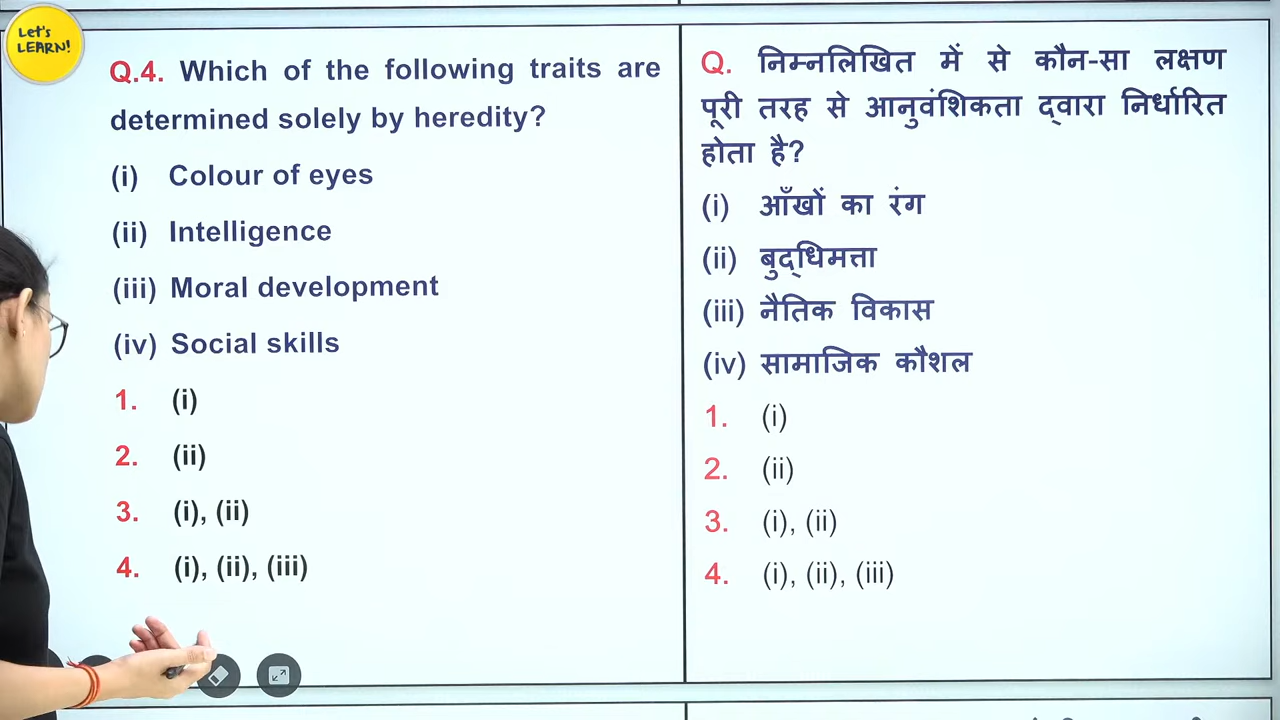 Let's
LEARN!
Q.4. Which of the following traits are
determined solely by heredity?
(i) Colour of eyes
(ii) Intelligence
(iii) Moral development
(iv) Social skills
1. (i)
2. (ii)
3. (i), (ii)
4. (i), (ii), (iii)
Q. निम्नलिखित में से कौन-सा लक्षण
पूरी तरह से आनुवंशिकता द्वारा निर्धारित
होता है?
(i) आँखों का रंग
(ii) बुद्धिमत्ता
(iii) नैतिक विकास
(iv) सामाजिक कौशल
1. (i)
2. (ii)
3. (i), (ii)
4. (i), (ii), (iii)